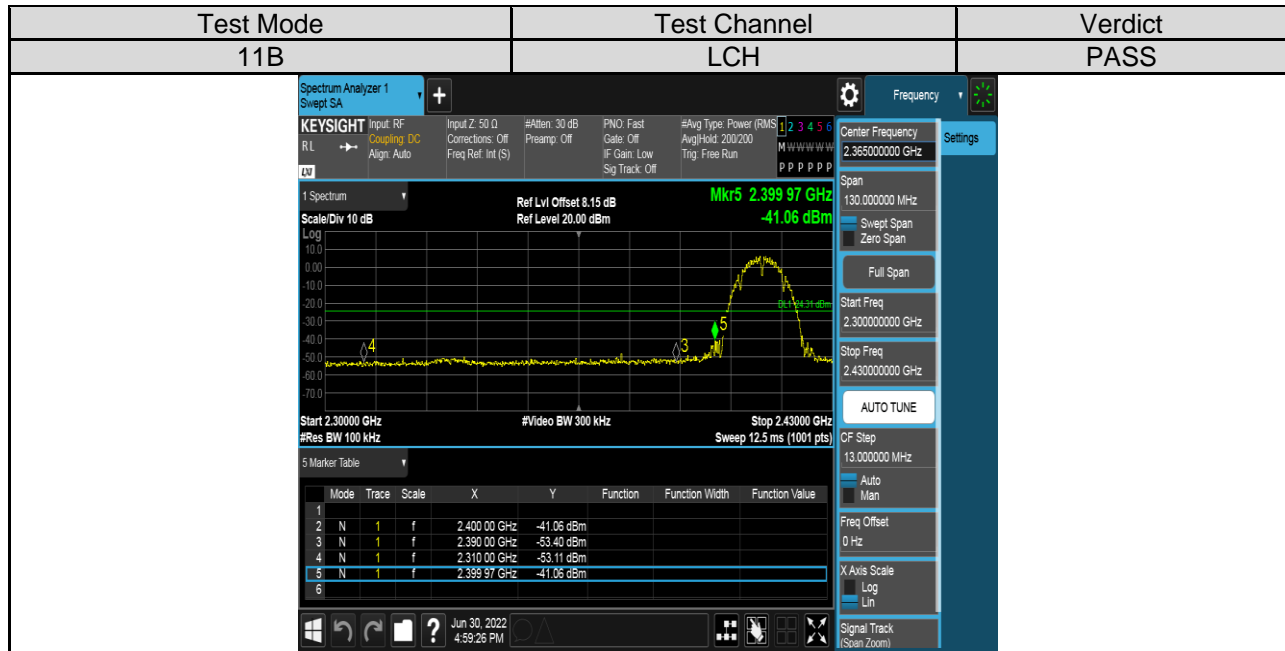 Test Mode Test Channel Verdict
11B LCH PASS
Spectrum Analyzer 1
Swept SA
+
Frequency
KEYSIGHT Input: RF Input Z: 50 Ω #Atten: 30 dB PNO: Fast #Avg Type: Power (RMS 1 2 3 4 5 6
RL Coupling: DC Corrections: Off Preamp: Off Gate: Off Avg|Hold: 200/200 M W W W W W
Align: Auto Freq Ref: Int (S) IF Gain: Low Trig: Free Run
LXI Sig Track: Off P P P P P P
Center Frequency
2.365000000 GHz
Settings
Span
130.000000 MHz
Swept Span
Zero Span
Full Span
Start Freq
2.300000000 GHz
Stop Freq
2.430000000 GHz
AUTO TUNE
CF Step
13.000000 MHz
Auto
Man
Freq Offset
0 Hz
X Axis Scale
Log
Lin
Signal Track
(Span Zoom)
1 Spectrum
Scale/Div 10 dB
Ref Lvl Offset 8.15 dB
Ref Level 20.00 dBm
Mkr5 2.399 97 GHz
-41.06 dBm
Log
10.0
0.00
-10.0
-20.0
DL1 -24.31 dBm
-30.0
-40.0
-50.0
-60.0
-70.0
4
3
5
Start 2.30000 GHz #Video BW 300 kHz Stop 2.43000 GHz
#Res BW 100 kHz Sweep 12.5 ms (1001 pts)
5 Marker Table
Mode Trace Scale X Y Function Function Width Function Value
1
2 N 1 f 2.400 00 GHz -41.06 dBm
3 N 1 f 2.390 00 GHz -53.40 dBm
4 N 1 f 2.310 00 GHz -53.11 dBm
5 N 1 f 2.399 97 GHz -41.06 dBm
6
? Jun 30, 2022
4:59:26 PM